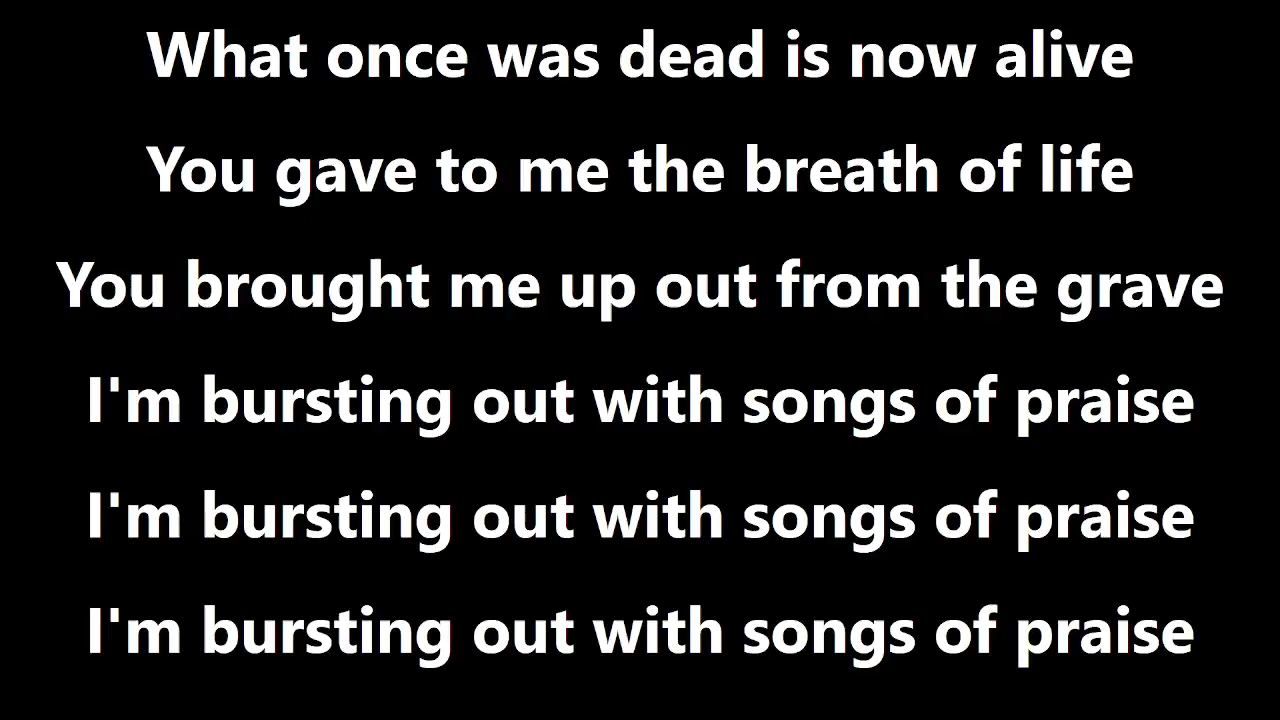 What once was dead is now alive
You gave to me the breath of life
You brought me up out from the grave
I'm bursting out with songs of praise
I'm bursting out with songs of praise
I'm bursting out with songs of praise